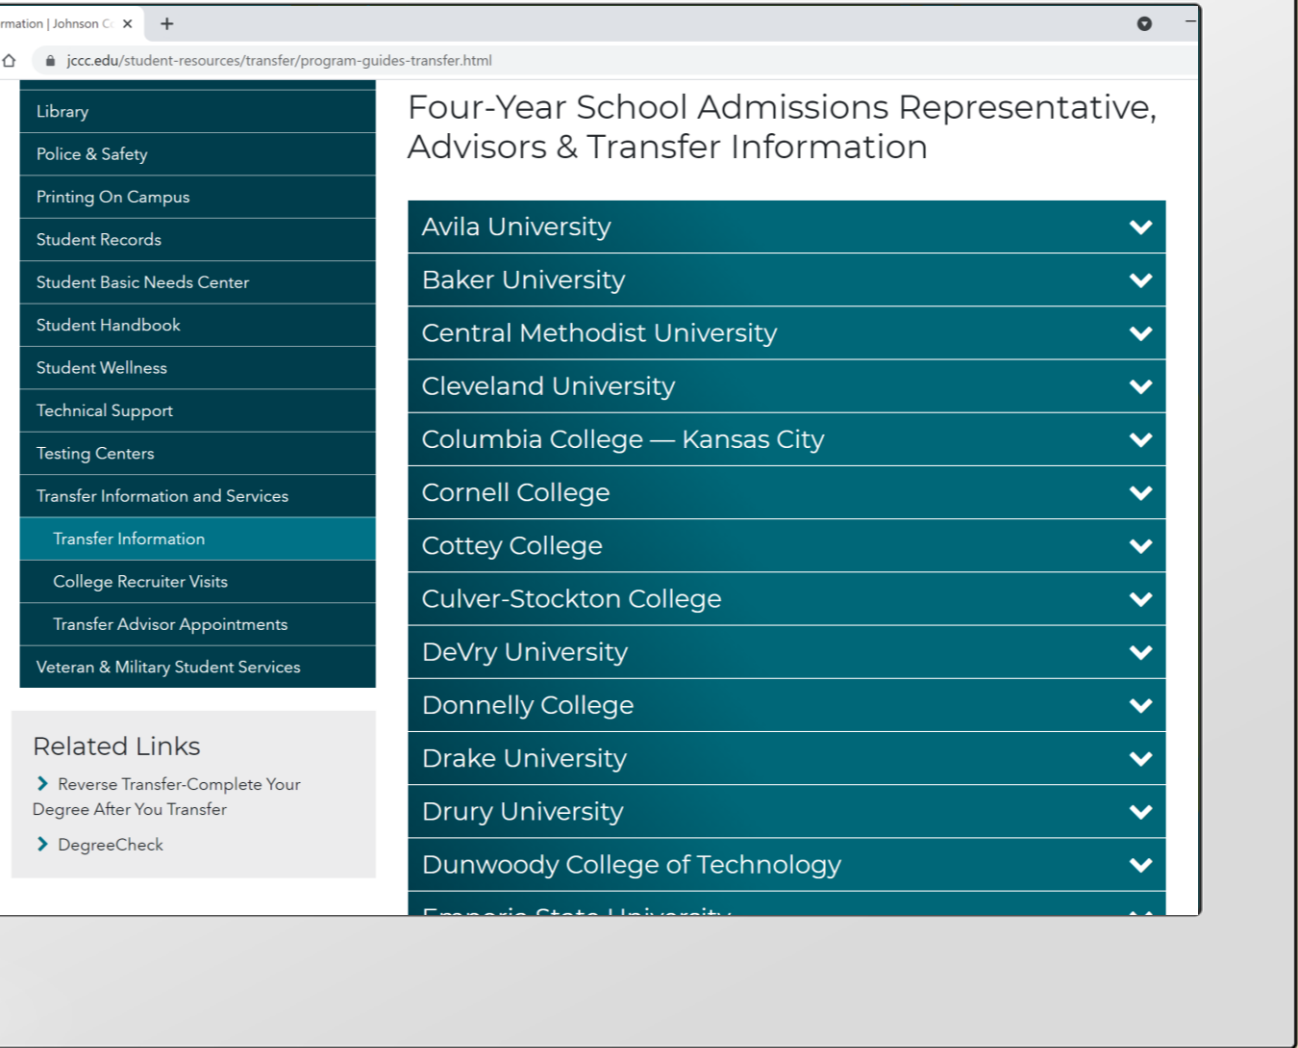 rmation | Johnson C
jccc.edu/student-resources/transfer/program-guides-transfer.html
Library
Police & Safety
Printing On Campus
Student Records
Student Basic Needs Center
Student Handbook
Student Wellness
Technical Support
Testing Centers
Transfer Information and Services
Transfer Information
College Recruiter Visits
Transfer Advisor Appointments
Veteran & Military Student Services
Related Links
Reverse Transfer-Complete Your
Degree After You Transfer
DegreeCheck
Four-Year School Admissions Representative,
Advisors & Transfer Information
Avila University
Baker University
Central Methodist University
Cleveland University
Columbia College — Kansas City
Cornell College
Cottey College
Culver-Stockton College
DeVry University
Donnelly College
Drake University
Drury University
Dunwoody College of Technology
Emporia State University